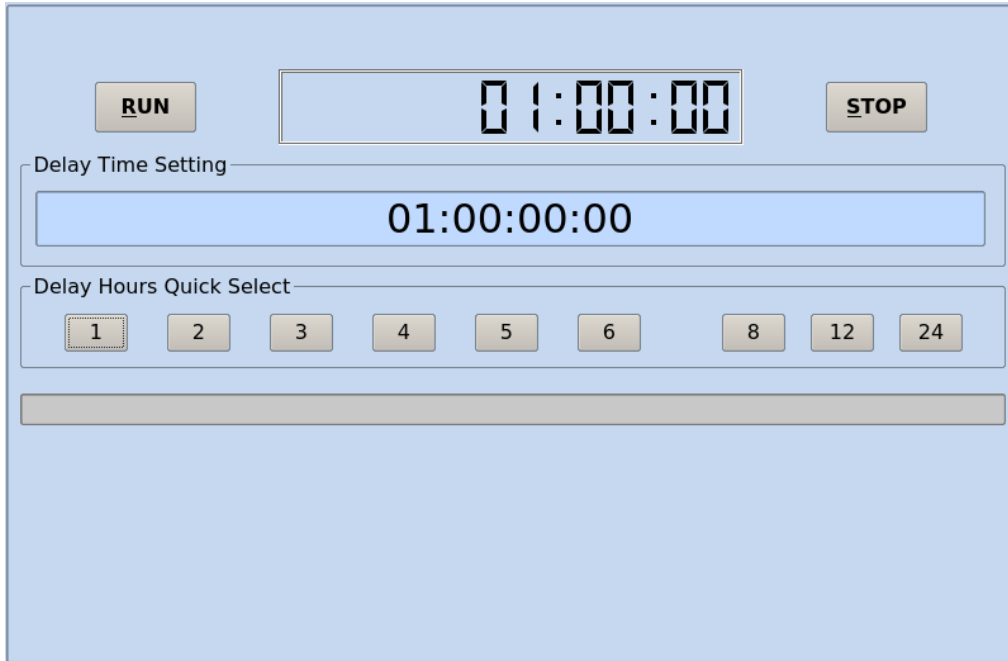 RUN 01:00:00 STOP
Delay Time Setting
01:00:00:00
Delay Hours Quick Select
1 2 3 4 5 6 8 12 24